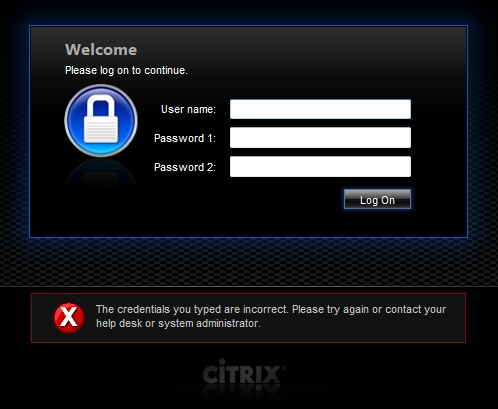 Welcome
Please log on to continue.
User name:
Password 1:
Password 2:
Log On
X
The credentials you typed are incorrect. Please try again or contact your
help desk or system administrator.
CITRIX